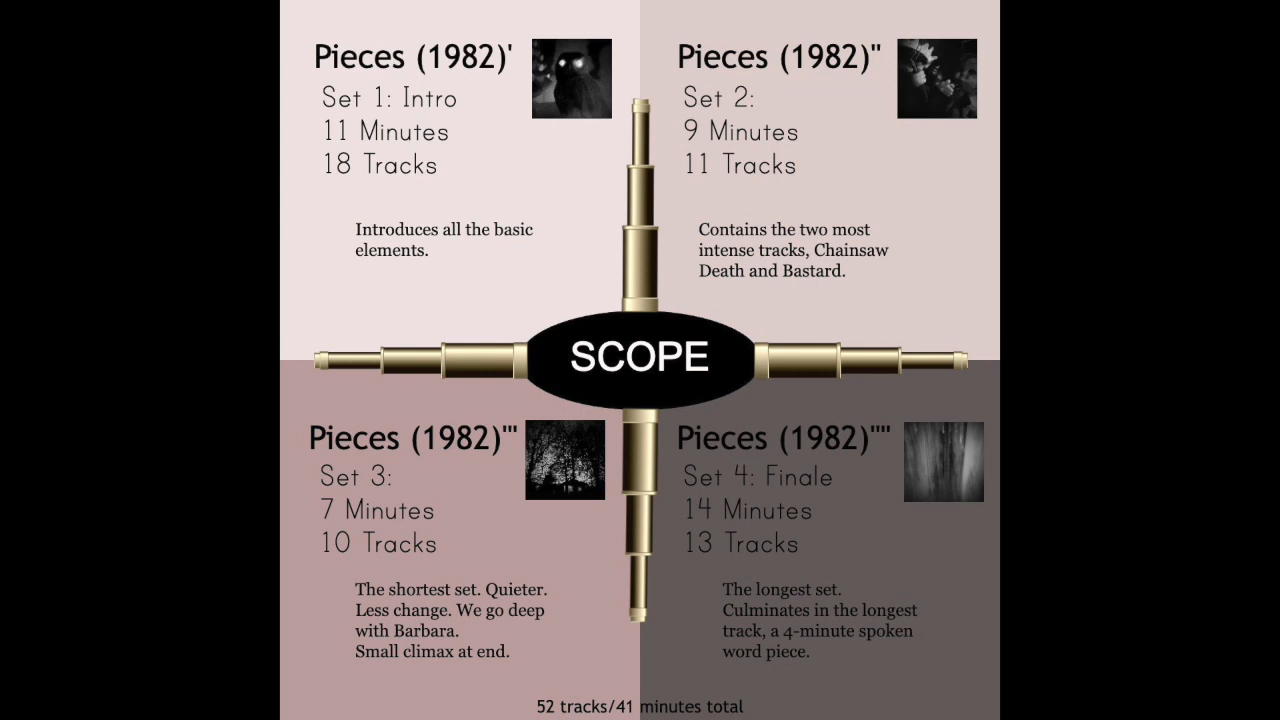 Pieces (1982)'
Set 1: Intro
11 Minutes
18 Tracks
Introduces all the basic
elements.
Pieces (1982)"
Set 2:
9 Minutes
11 Tracks
Contains the two most
intense tracks, Chainsaw
Death and Bastard.
SCOPE
Pieces (1982)"'
Set 3:
7 Minutes
10 Tracks
The shortest set. Quieter.
Less change. We go deep
with Barbara.
Small climax at end.
Pieces (1982)""
Set 4: Finale
14 Minutes
13 Tracks
The longest set.
Culminates in the longest
track, a 4-minute spoken
word piece.
52 tracks/41 minutes total